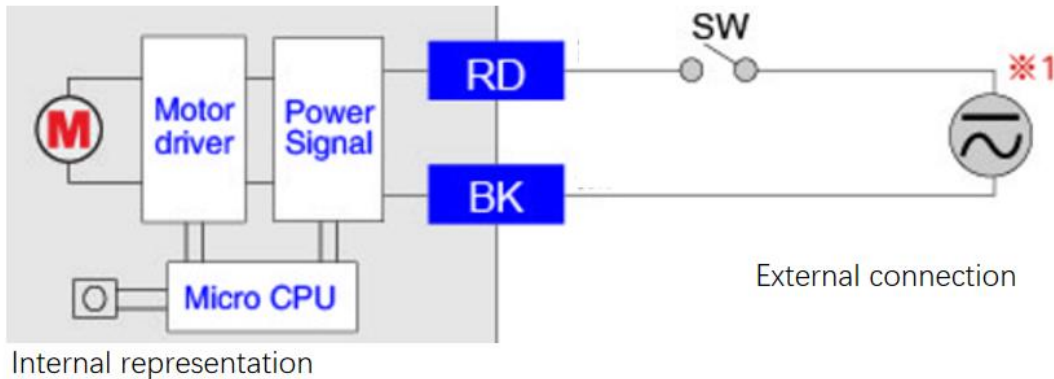 SW
※1
RD
Motor
driver
Power
Signal
M
BK
Micro CPU
External connection
Internal representation